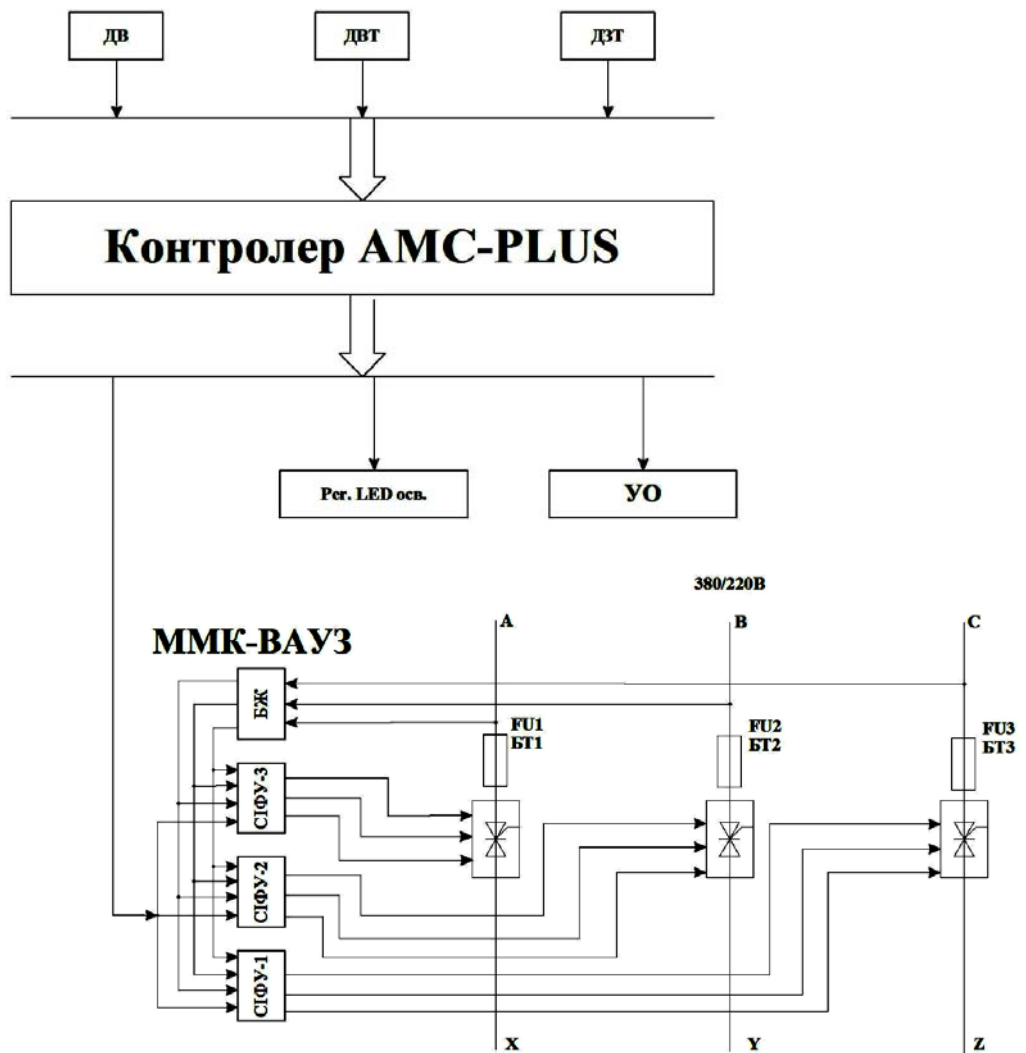 ДВ
ДВТ
ДЗТ
Контролер AMC-PLUS
Рег. LED осв.
УО
380/220В
A
B
C
ММК-ВАУЗ
БЖ
FU1
БТ1
FU2
БТ2
FU3
БТ3
СІФУ-3
СІФУ-2
СІФУ-1
X
Y
Z